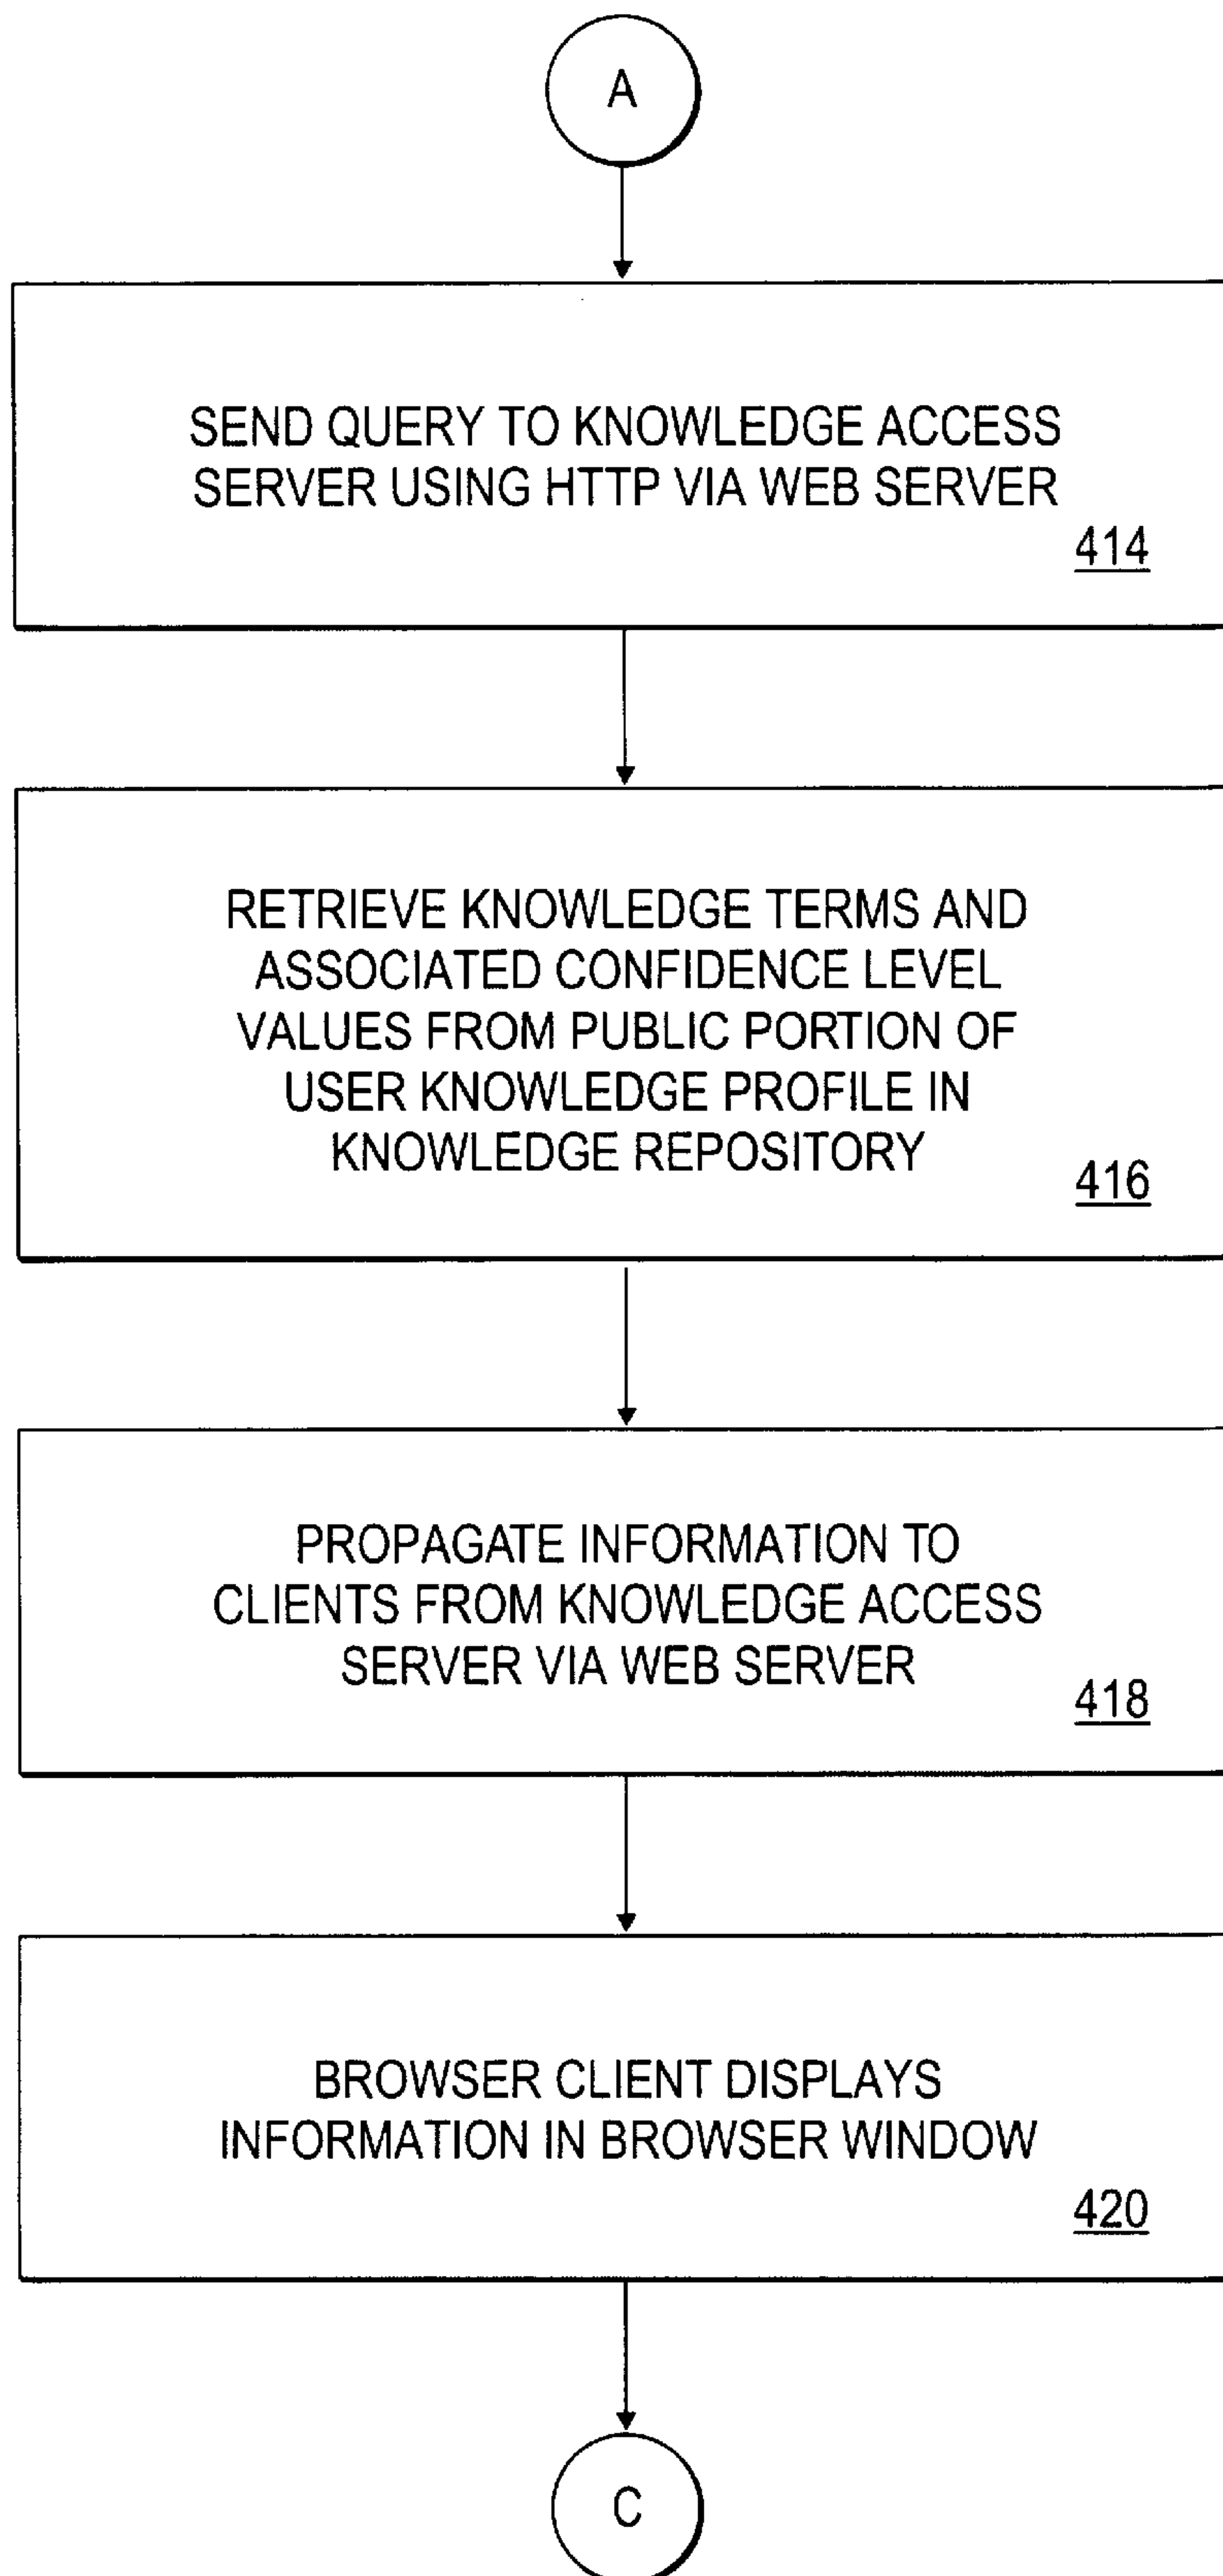 A
SEND QUERY TO KNOWLEDGE ACCESS
SERVER USING HTTP VIA WEB SERVER
414
RETRIEVE KNOWLEDGE TERMS AND
ASSOCIATED CONFIDENCE LEVEL
VALUES FROM PUBLIC PORTION OF
USER KNOWLEDGE PROFILE IN
KNOWLEDGE REPOSITORY
416
PROPAGATE INFORMATION TO
CLIENTS FROM KNOWLEDGE ACCESS
SERVER VIA WEB SERVER
418
BROWSER CLIENT DISPLAYS
INFORMATION IN BROWSER WINDOW
420
C